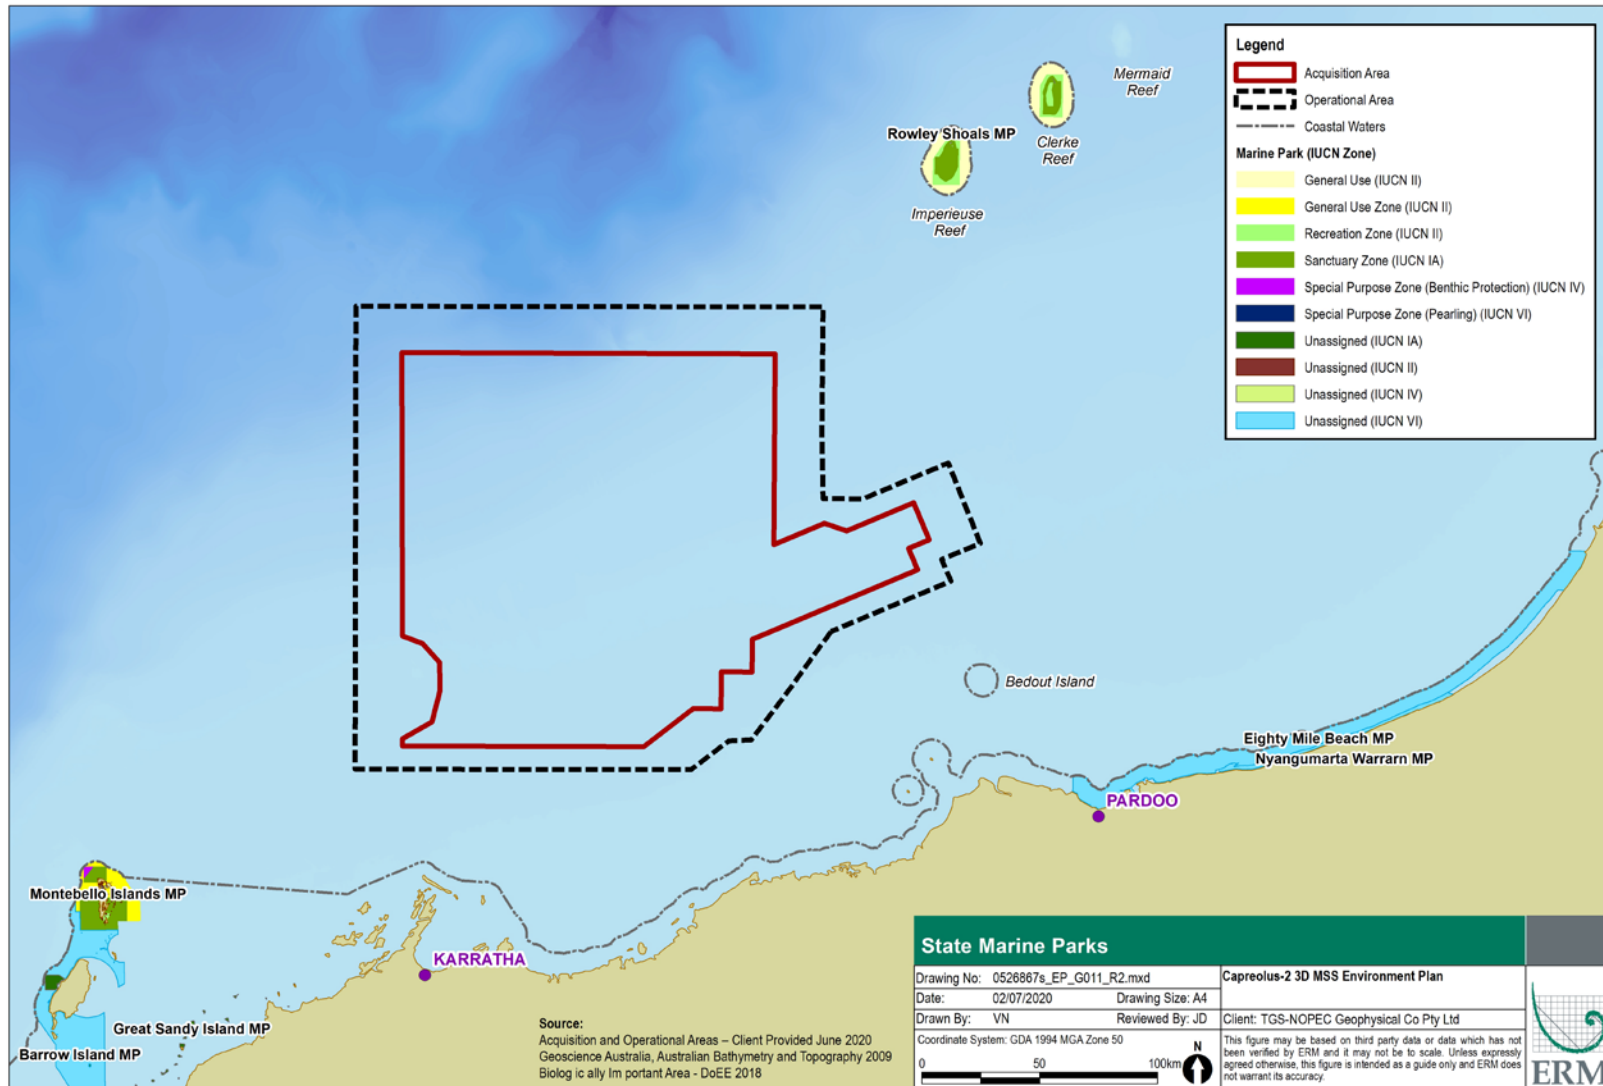 Mermaid
Reef
Rowley Shoals MP
Clerke
Reef
Imperieuse
Reef
Legend
Acquisition Area
Operational Area
Coastal Waters
Marine Park (IUCN Zone)
General Use (IUCN II)
General Use Zone (IUCN II)
Recreation Zone (IUCN II)
Sanctuary Zone (IUCN IA)
Special Purpose Zone (Benthic Protection) (IUCN IV)
Special Purpose Zone (Pearling) (IUCN VI)
Unassigned (IUCN IA)
Unassigned (IUCN II)
Unassigned (IUCN IV)
Unassigned (IUCN VI)
Bedout Island
Eighty Mile Beach MP
Nyangumarta Warrarn MP
PARDOO
Montebello Islands MP
KARRATHA
Great Sandy Island MP
Barrow Island MP
Source:
Acquisition and Operational Areas – Client Provided June 2020
Geoscience Australia, Australian Bathymetry and Topography 2009
Biolog ic ally Im portant Area - DoEE 2018
State Marine Parks
Drawing No: 0526867s_EP_G011_R2.mxd
Date: 02/07/2020 Drawing Size: A4
Drawn By: VN Reviewed By: JD
Coordinate System: GDA 1994 MGA Zone 50
0 50 100km
N
Capreolus-2 3D MSS Environment Plan
Client: TGS-NOPEC Geophysical Co Pty Ltd
This figure may be based on third party data or data which has not
been verified by ERM and it may not be to scale. Unless expressly
agreed otherwise, this figure is intended as a guide only and ERM does
not warrant its accuracy.
ERM